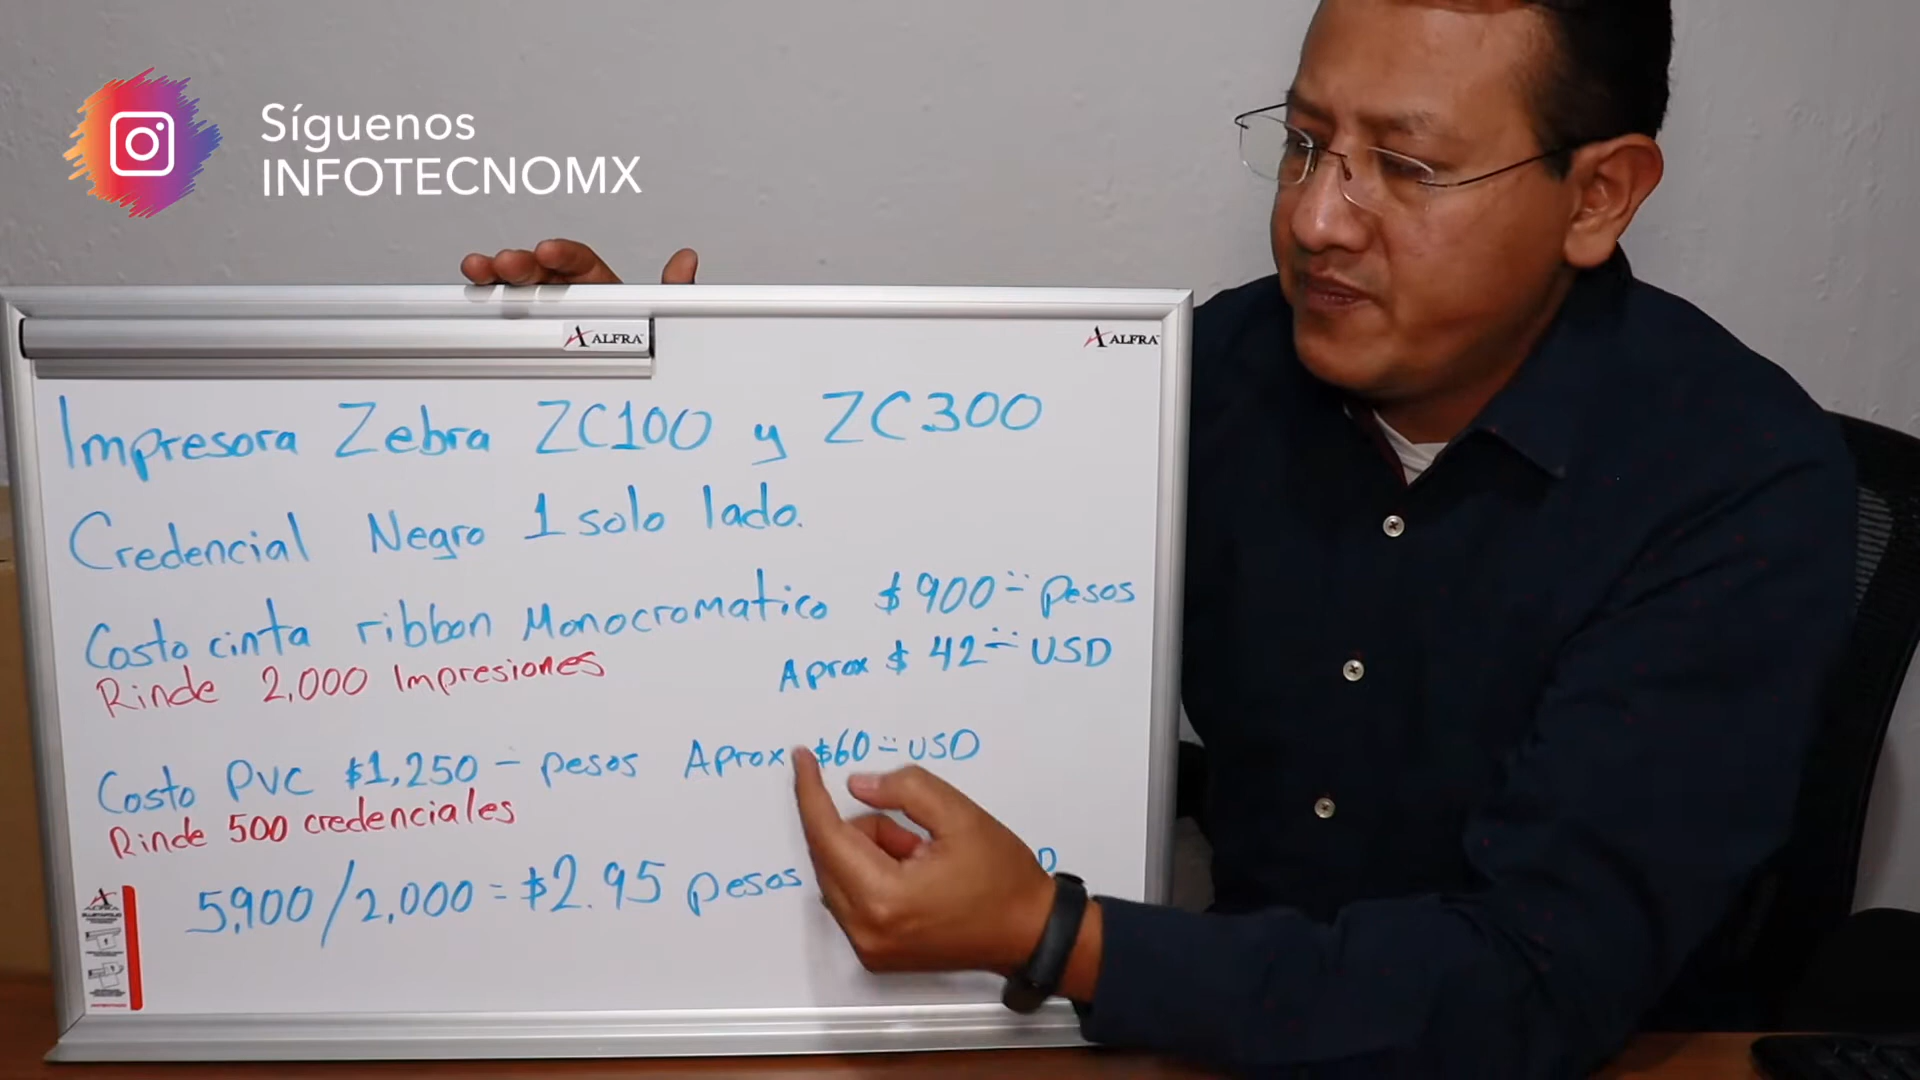 Síguenos
INFOTECNOMX
ALFRA
ALFRA
Impresora Zebra ZC100 y ZC300
Credencial Negro 1 solo lado.
Costo cinta ribbon Monocromatico $900 pesos
Rinde 2,000 Impresiones
Aprox $ 42 USD
Costo PVC $1,250 - pesos Aprox $60 USD
Rinde 500 credenciales
5,900/2,000 = $2.95 pesos
D
ALFRA